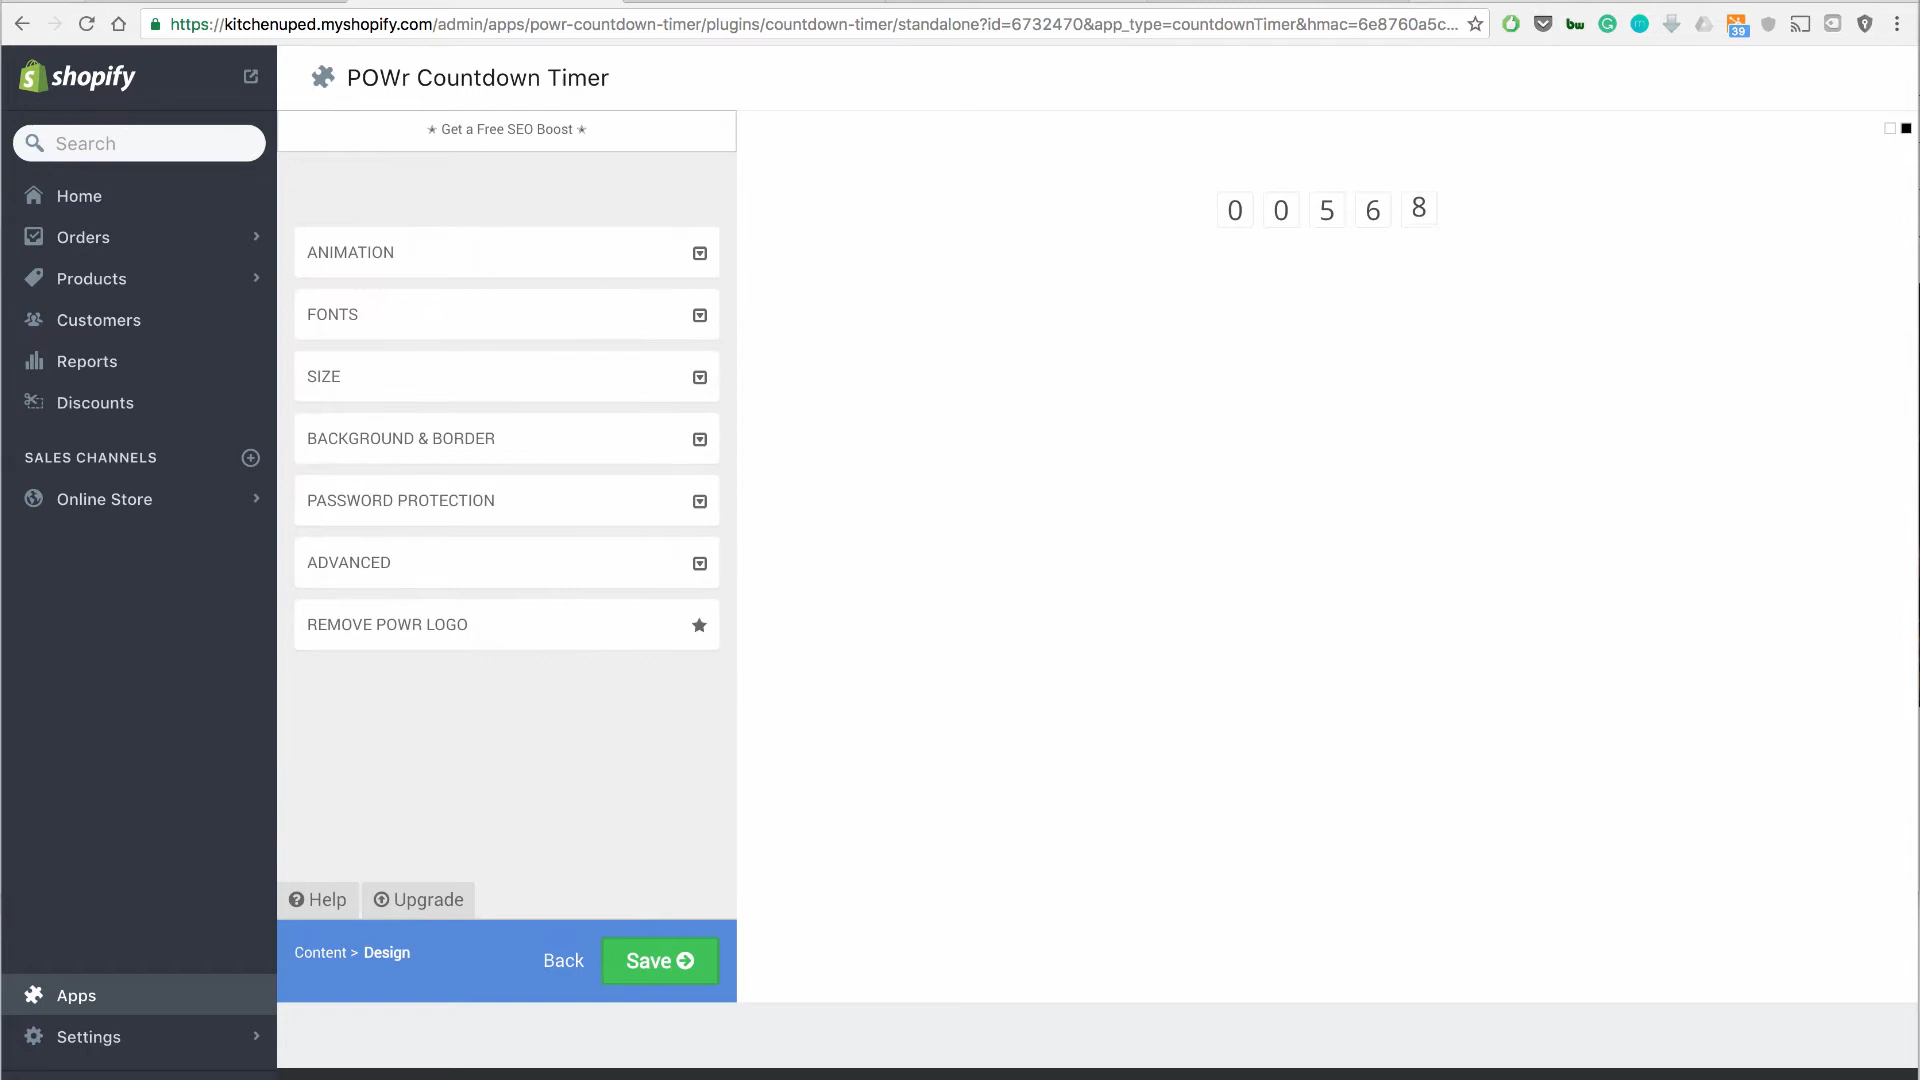 https://kitchenuped.myshopify.com/admin/apps/powr-countdown-timer/plugins/countdown-timer/standalone?id=6732470&app_type=countdownTimer&hmac=6e8760a5c...
bw
39
shopify
POWr Countdown Timer
Search
Home
Orders
Products
Customers
Reports
Discounts
SALES CHANNELS
Online Store
Apps
Settings
★ Get a Free SEO Boost ★
ANIMATION
FONTS
SIZE
BACKGROUND & BORDER
PASSWORD PROTECTION
ADVANCED
REMOVE POWR LOGO
Help
Upgrade
Content > Design
Back
Save
0 0 5 6 8